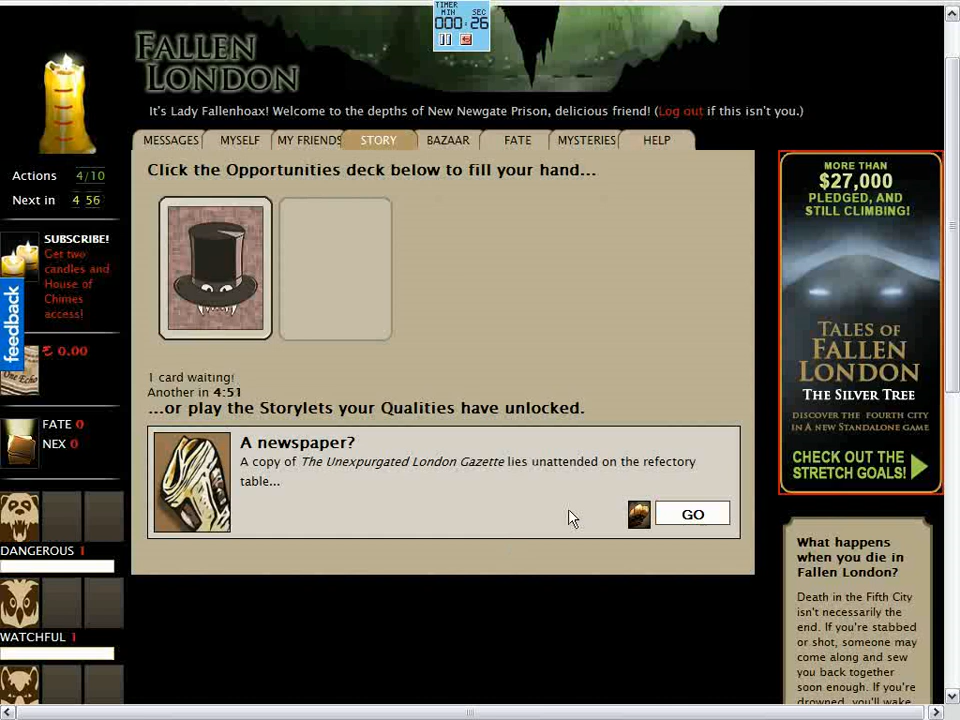 TIMER
MIN SEC
000:26
FALLEN
LONDON
It's Lady Fallenhoax! Welcome to the depths of New Newgate Prison, delicious friend! (Log out if this isn't you.)
MESSAGES MYSELF MY FRIENDS STORY BAZAAR FATE MYSTERIES HELP
Actions 4/10
Next in 4 56
SUBSCRIBE!
Get two
candles and
House of
Chimes
access!
feedback
One Echo
0.00
FATE 0
NEX 0
DANGEROUS 1
WATCHFUL 1
Click the Opportunities deck below to fill your hand...
1 card waiting!
Another in 4:51
...or play the Storylets your Qualities have unlocked.
A newspaper?
A copy of The Unexpurgated London Gazette lies unattended on the refectory
table...
GO
MORE THAN
$27,000
PLEDGED, AND
STILL CLIMBING!
TALES OF
FALLEN
LONDON
THE SILVER TREE
DISCOVER THE FOURTH CITY
IN A NEW STANDALONE GAME
CHECK OUT THE
STRETCH GOALS!
What happens
when you die in
Fallen London?
Death in the Fifth City
isn't necessarily the
end. If you're stabbed
or shot, someone may
come along and sew
you back together
soon enough. If you're
drowned, you'll wake